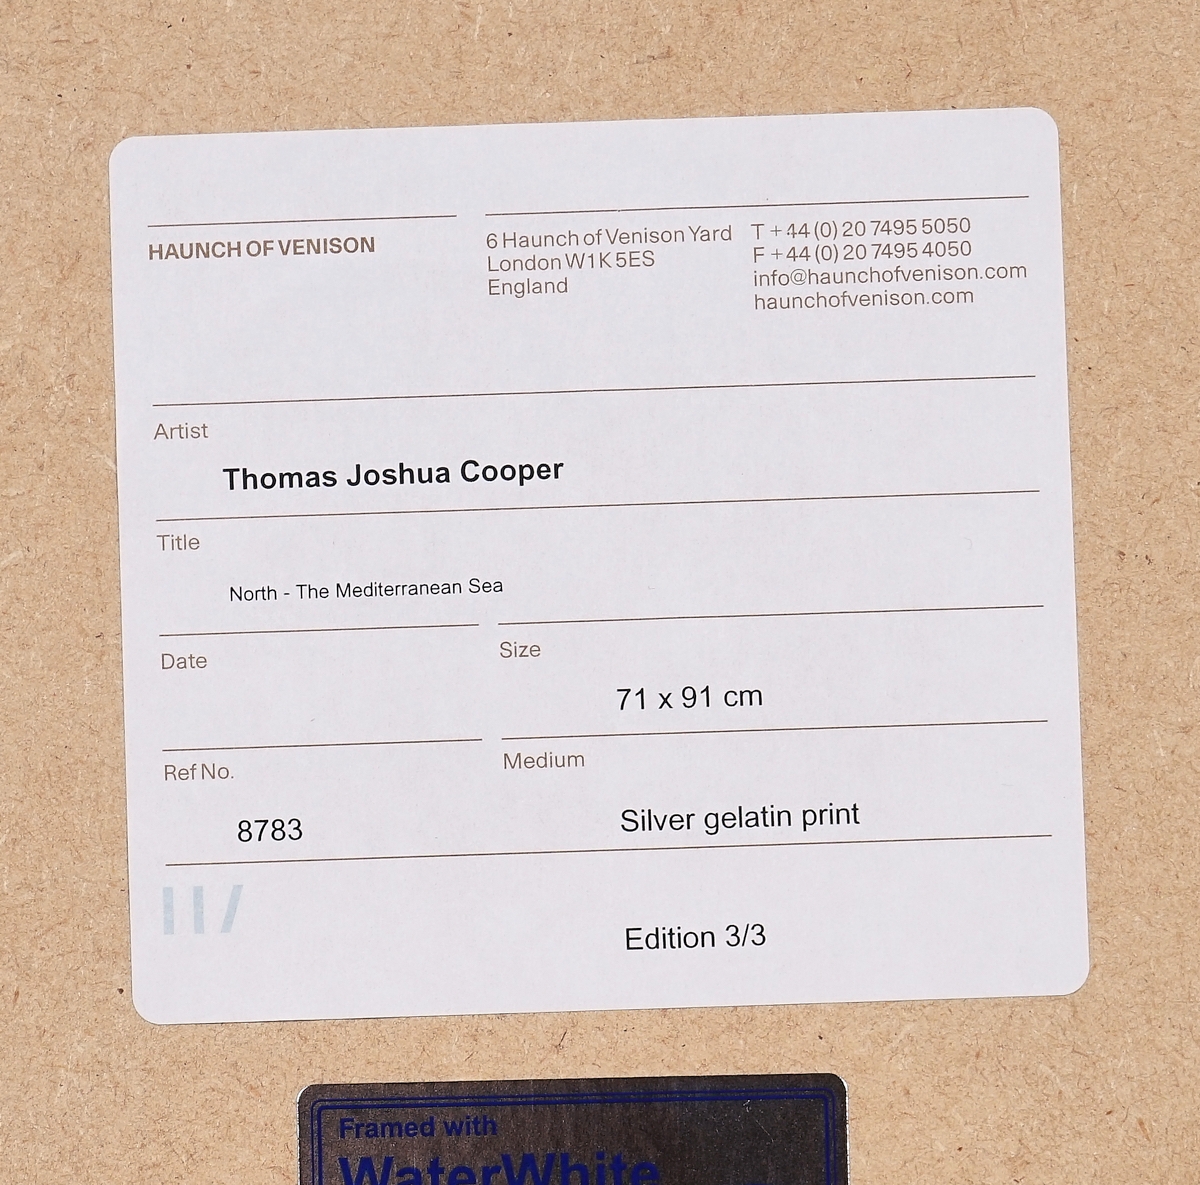 HAUNCH OF VENISON
6 Haunch of Venison Yard
London W1K 5ES
England
T +44 (0) 20 7495 5050
F +44 (0) 20 7495 4050
info@haunchofvenison.com
haunchofvenison.com
Artist
Thomas Joshua Cooper
Title
North - The Mediterranean Sea
Date
Size
71 x 91 cm
Ref No.
8783
Medium
Silver gelatin print
Edition 3/3
Framed with
WaterWhite